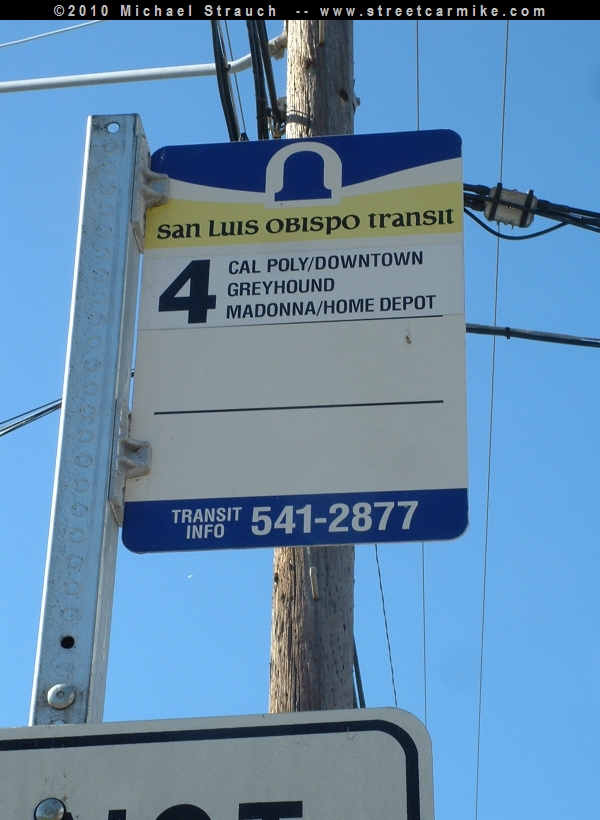 ©2010 Michael Strauch -- www.streetcarmike.com
san Luis OBISPO transit
4
CAL POLY/DOWNTOWN
GREYHOUND
MADONNA/HOME DEPOT
TRANSIT
INFO
541-2877
NOT